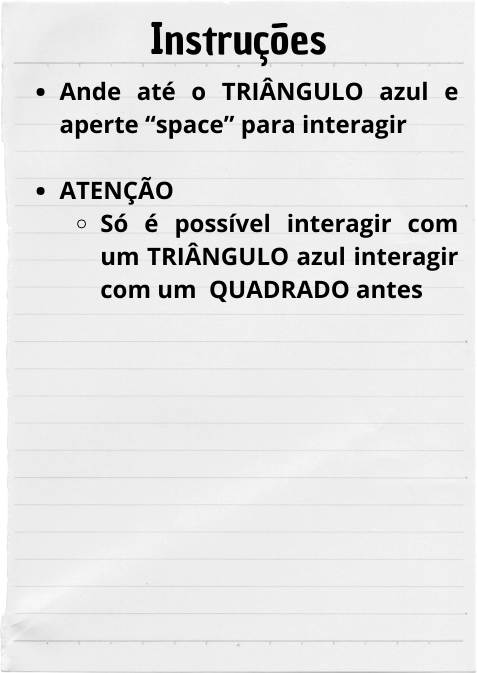 Instruções
Ande até o TRIÂNGULO azul e
aperte “space” para interagir
ATENÇÃO
Só é possível interagir com
um TRIÂNGULO azul interagir
com um QUADRADO antes